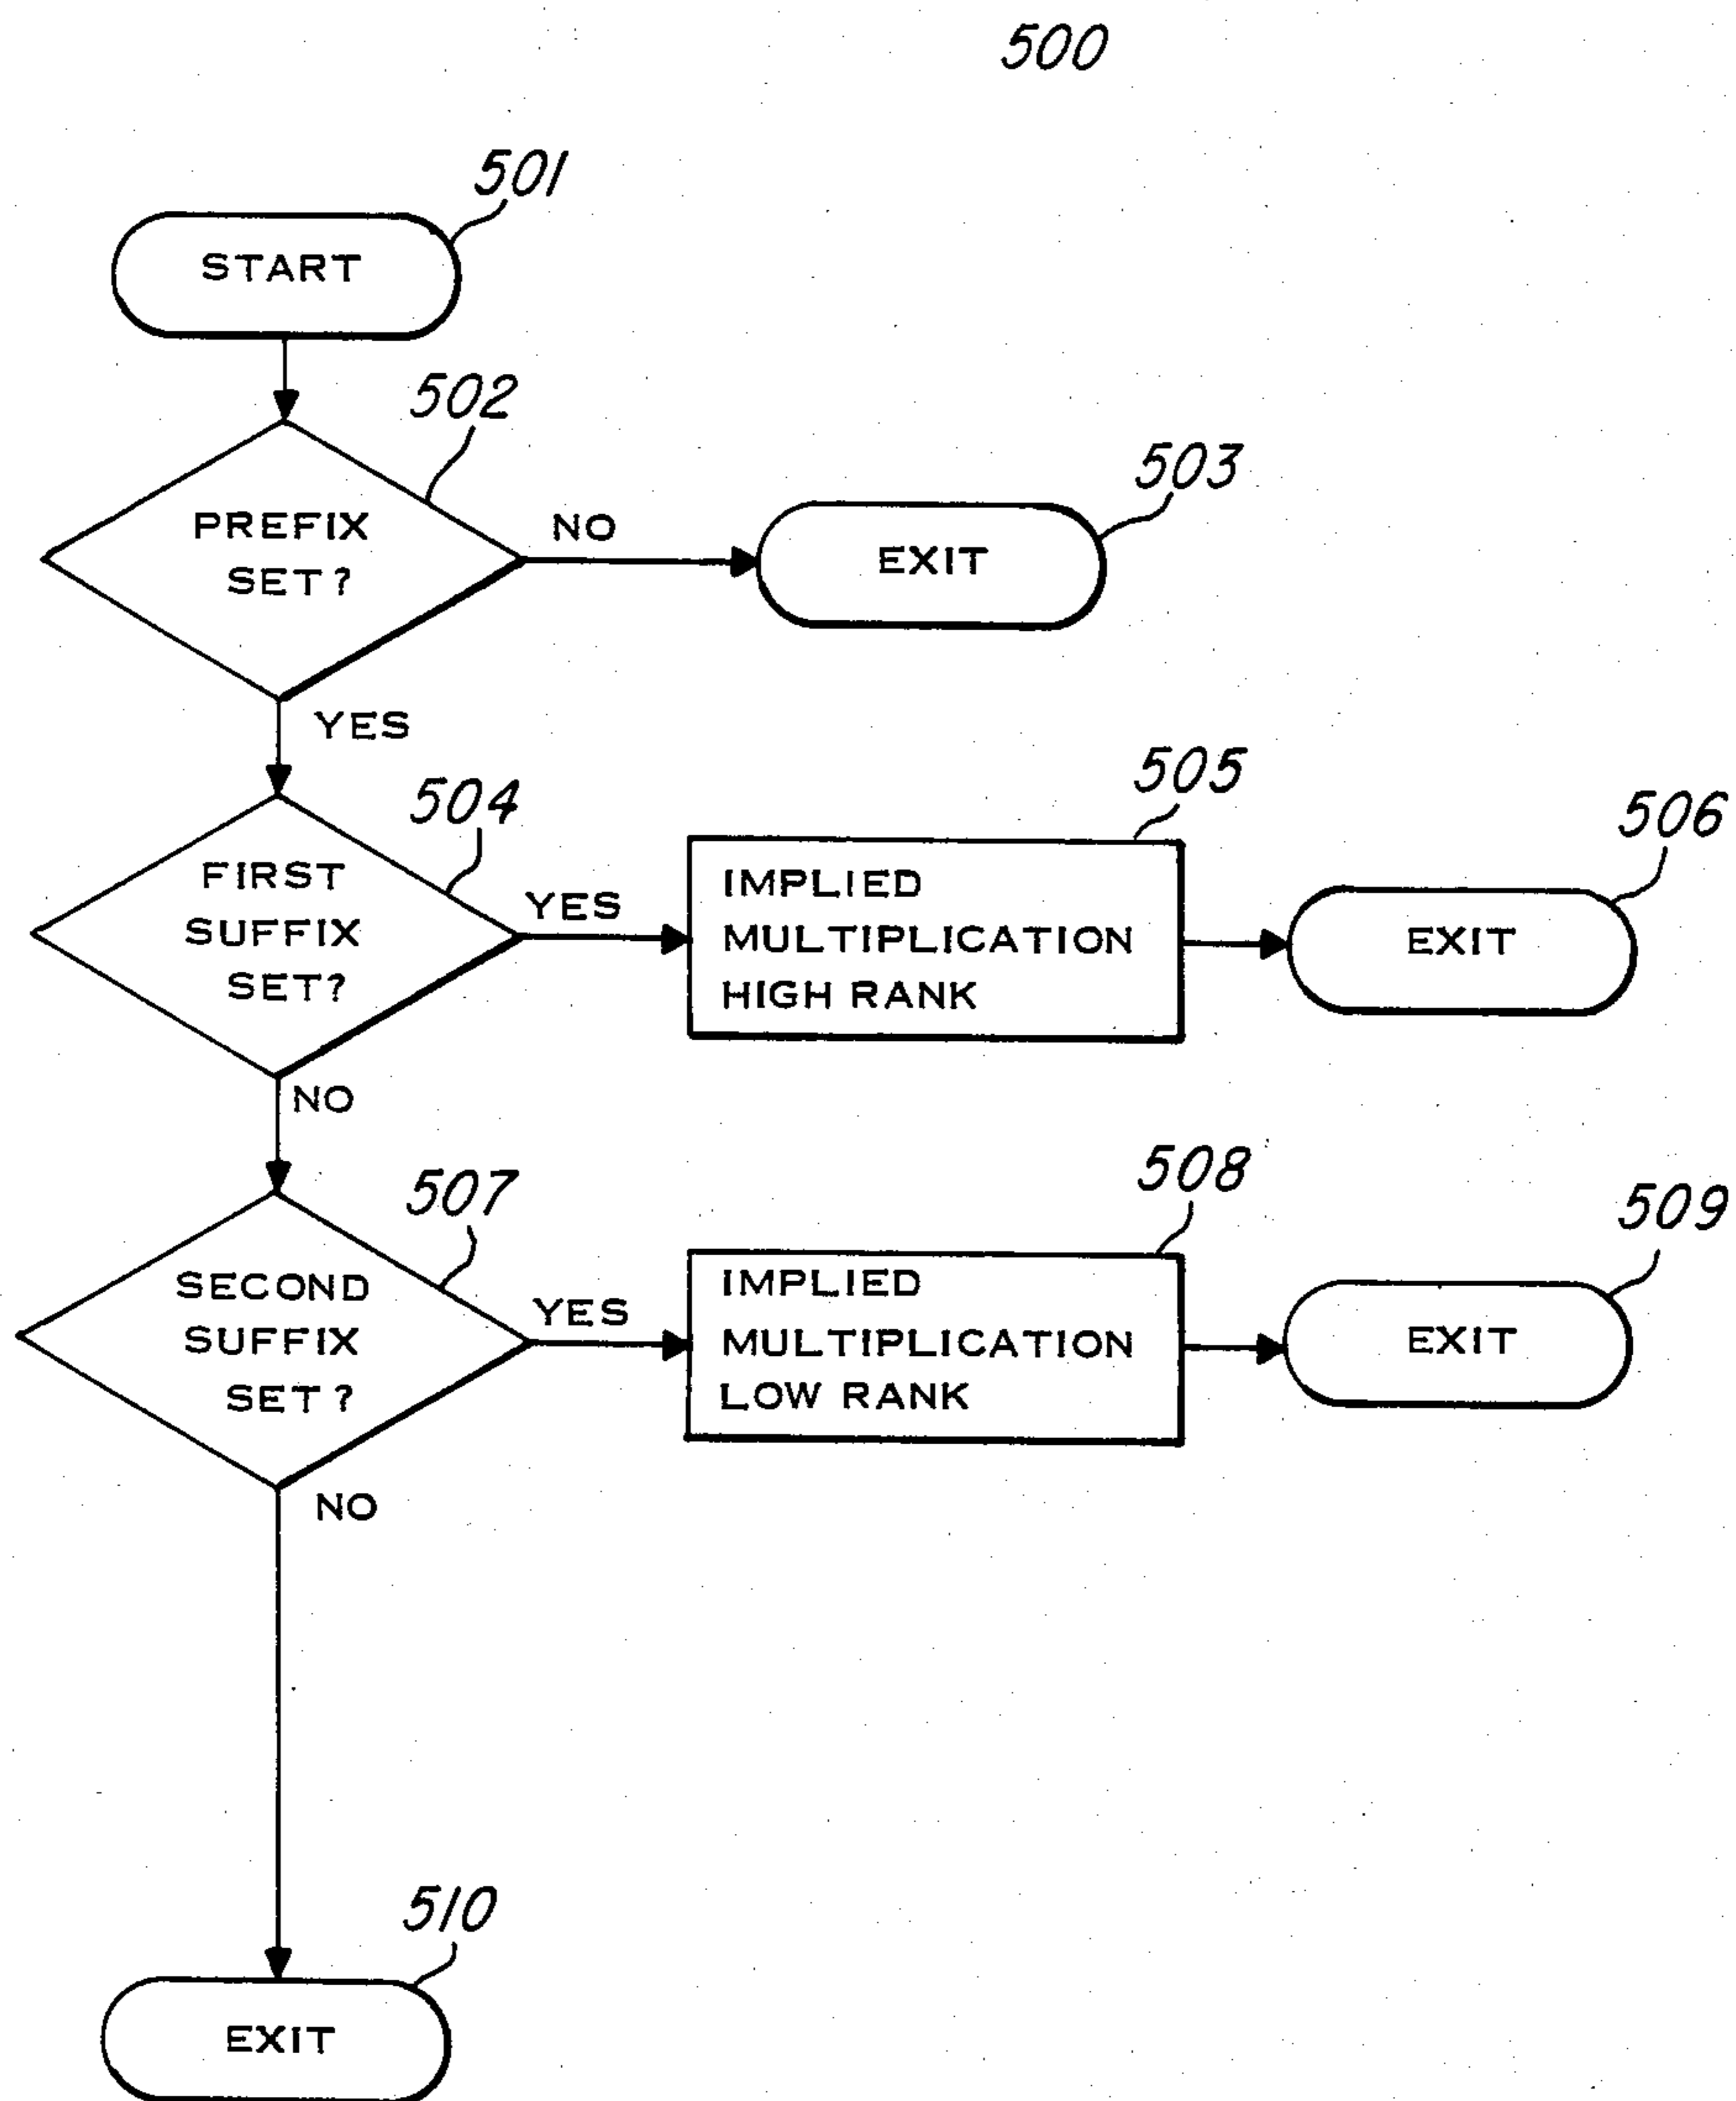 500
501
START
502
PREFIX
SET?
NO
503
EXIT
YES
504
FIRST
SUFFIX
SET?
YES
505
IMPLIED
MULTIPLICATION
HIGH RANK
506
EXIT
NO
507
SECOND
SUFFIX
SET?
YES
508
IMPLIED
MULTIPLICATION
LOW RANK
509
EXIT
NO
510
EXIT